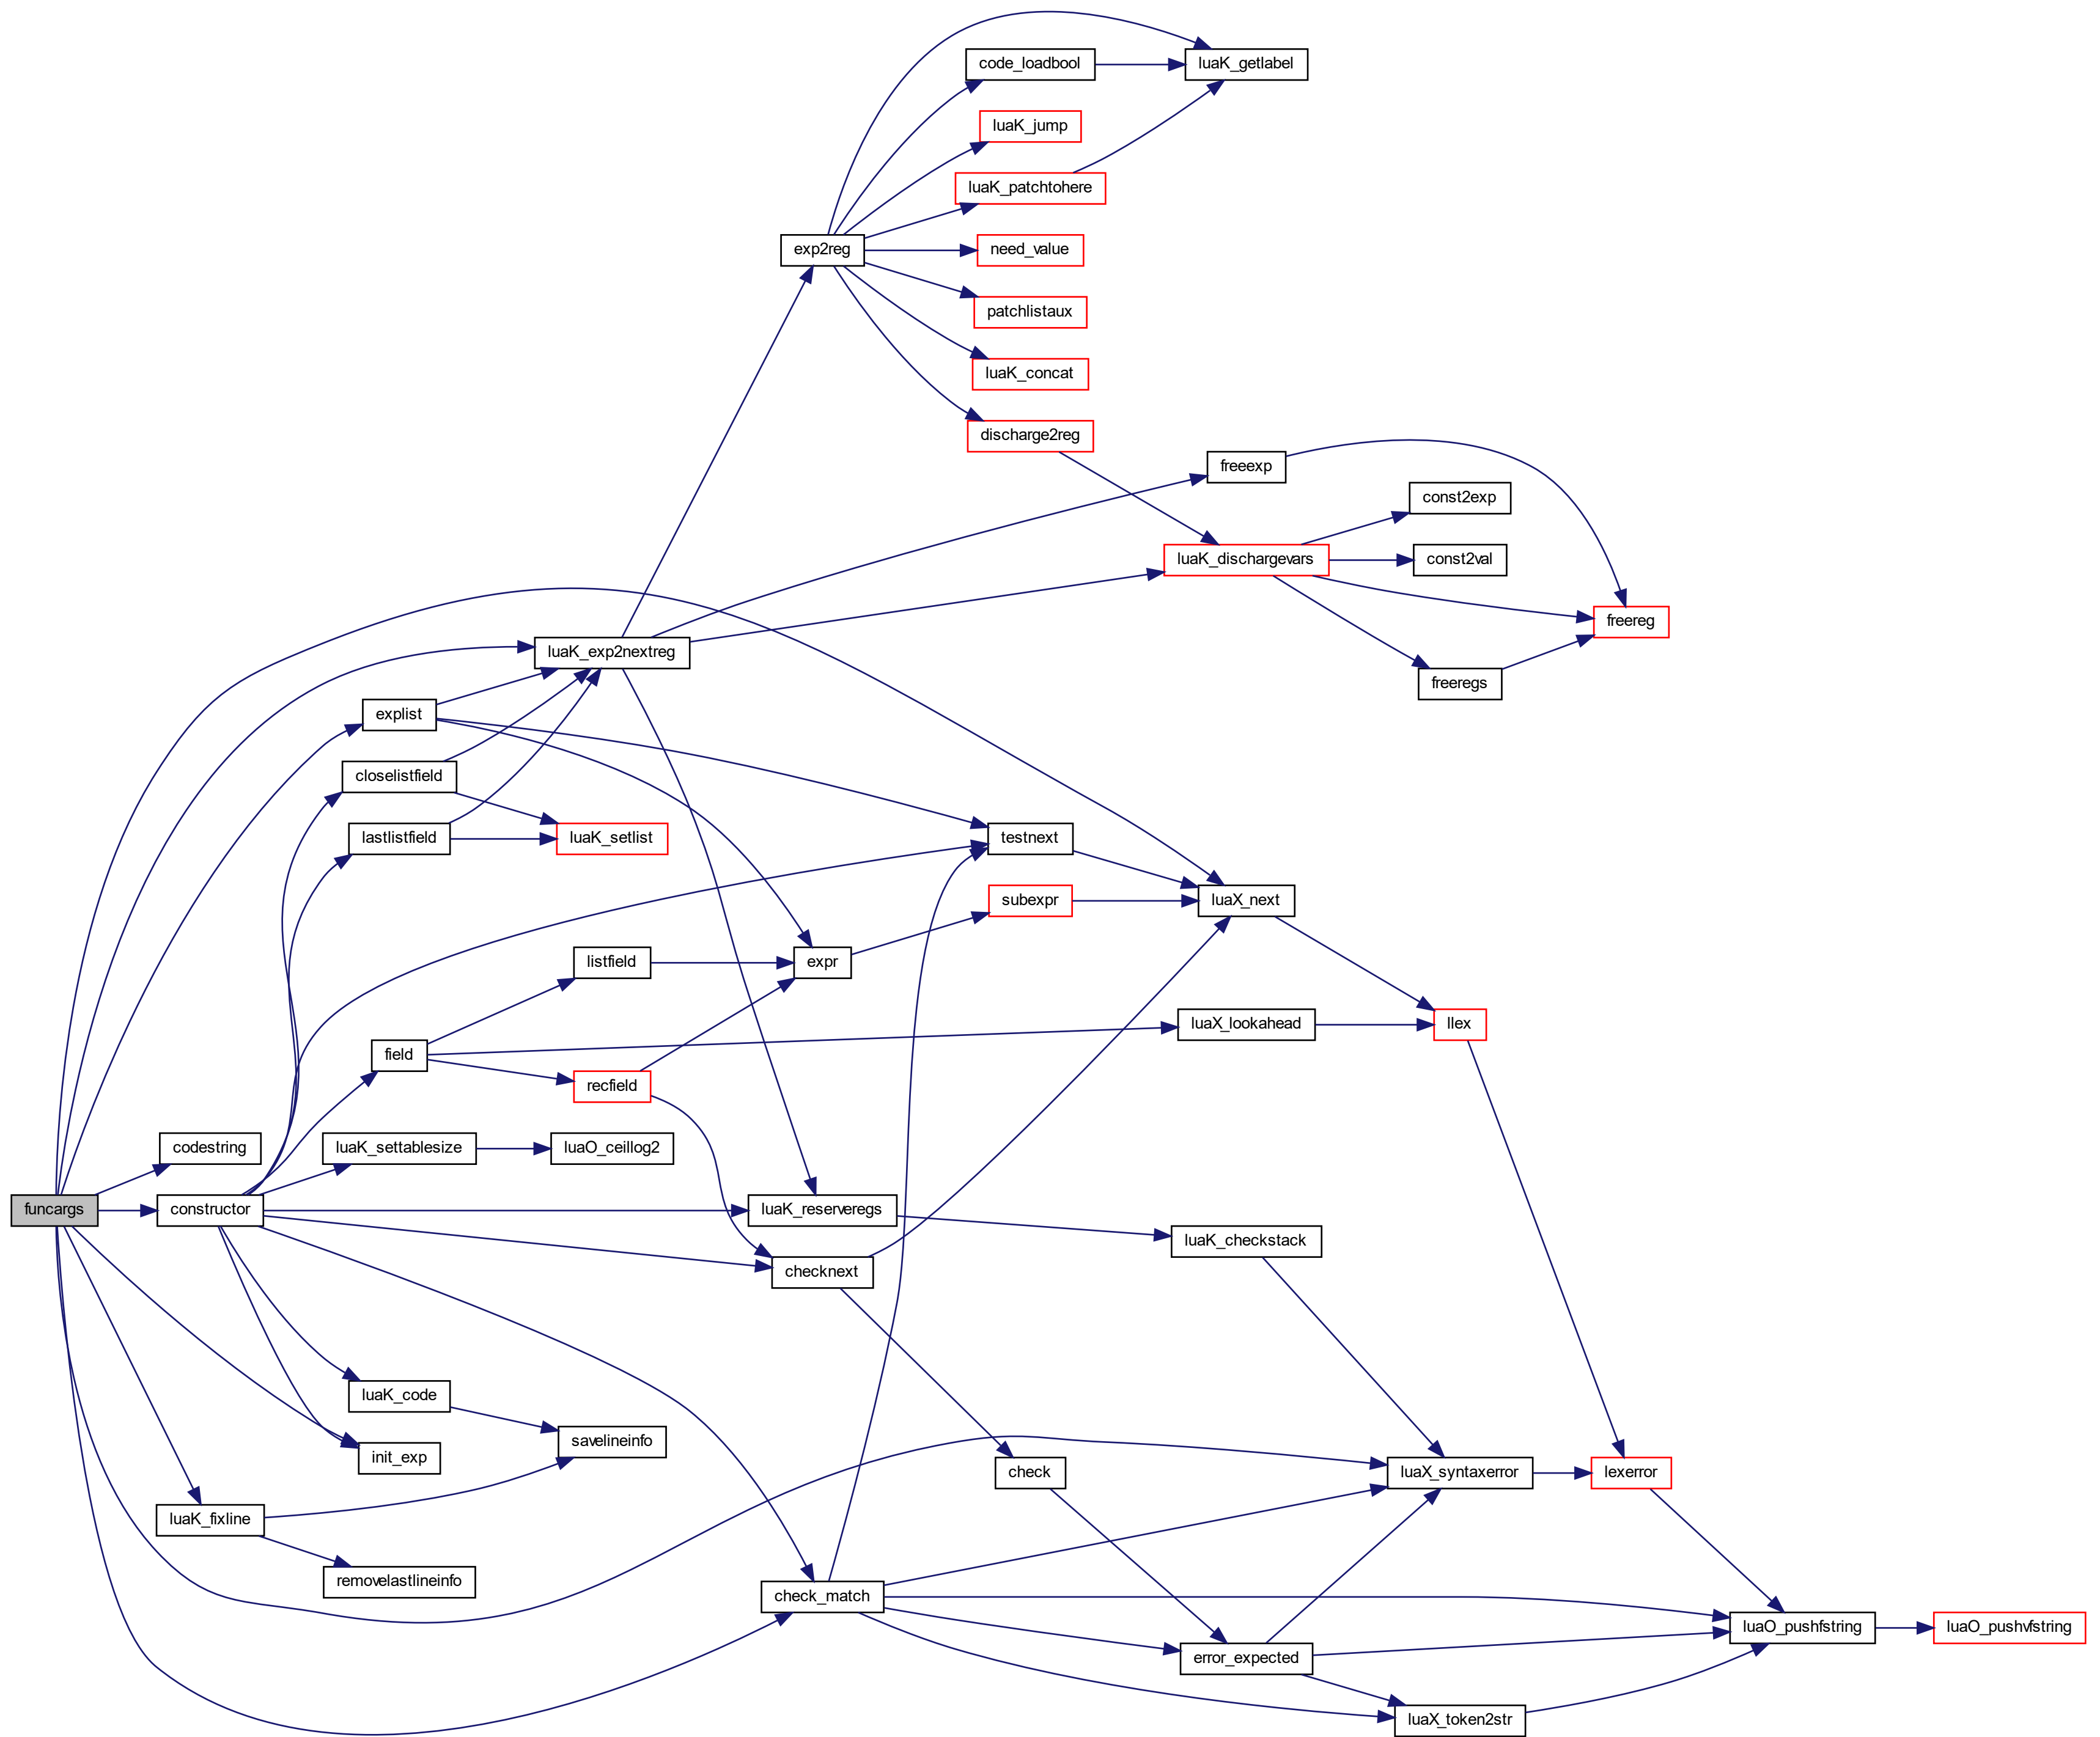 code_loadbool
luaK_getlabel
luaK_jump
luaK_patchtohere
exp2reg
need_value
patchlistaux
luaK_concat
discharge2reg
freeexp
const2exp
luaK_dischargevars
const2val
freereg
luaK_exp2nextreg
freeregs
explist
closelistfield
lastlistfield
luaK_setlist
testnext
subexpr
luaX_next
listfield
expr
luaX_lookahead
llex
field
recfield
codestring
luaK_settablesize
luaO_ceillog2
funcargs
constructor
luaK_reserveregs
luaK_checkstack
checknext
luaK_code
savelineinfo
init_exp
check
luaX_syntaxerror
lexerror
luaK_fixline
removelastlineinfo
check_match
luaO_pushfstring
luaO_pushvfstring
error_expected
luaX_token2str